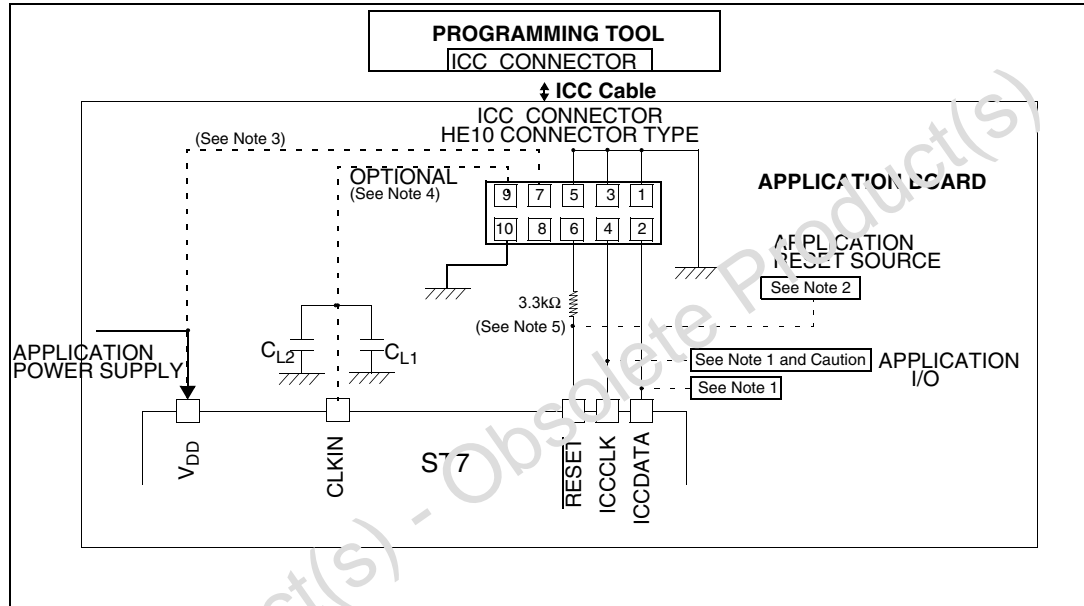 PROGRAMMING TOOL
ICC CONNECTOR
ICC Cable
ICC CONNECTOR
HE10 CONNECTOR TYPE
(See Note 3)
OPTIONAL
(See Note 4)
9 7 5 3 1
10 8 6 4 2
APPLICATION BOARD
APPLICATION
RESET SOURCE
See Note 2
3.3kΩ
(See Note 5)
APPLICATION
POWER SUPPLY
CL2
CL1
See Note 1 and Caution
See Note 1
APPLICATION
I/O
VDD
CLKIN
ST7
RESET
ICCCLK
ICCDATA
ct(s) - Obsolete Product(s)